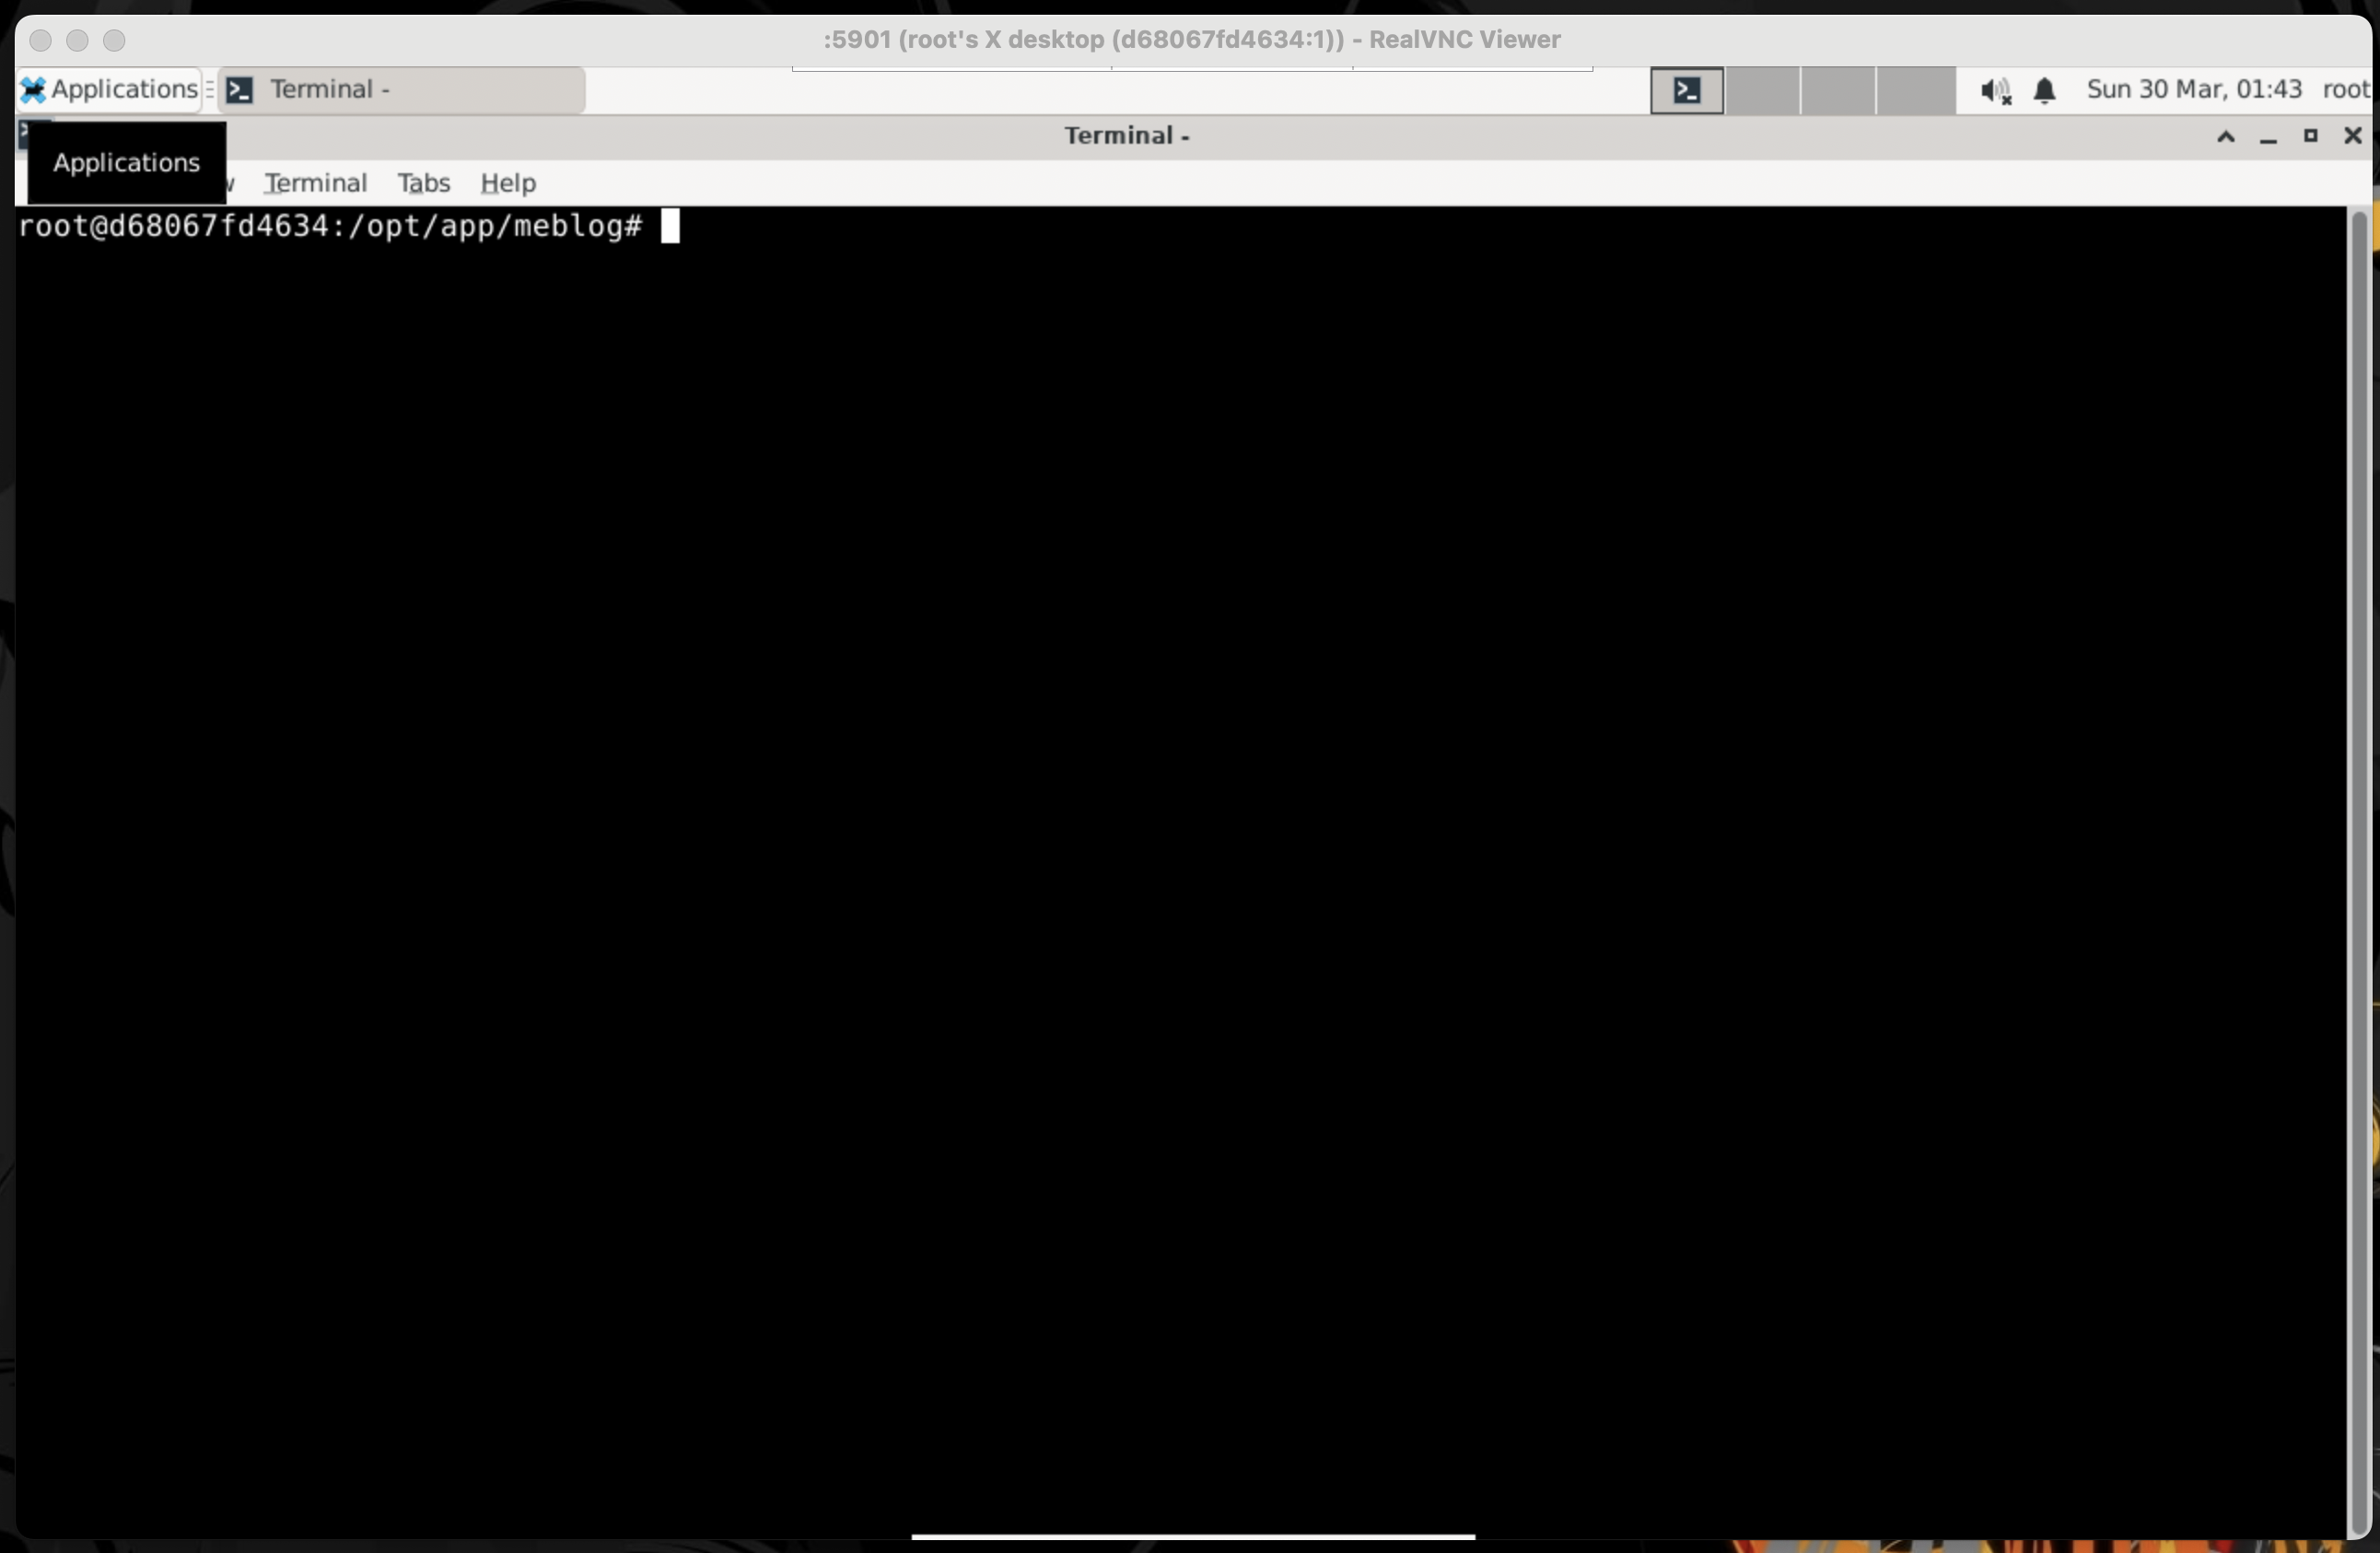 :5901 (root's X desktop (d68067fd4634:1)) - RealVNC Viewer
Applications Terminal - Sun 30 Mar, 01:43 root
Terminal -
Applications
Terminal Tabs Help
root@d68067fd4634:/opt/app/meblog#